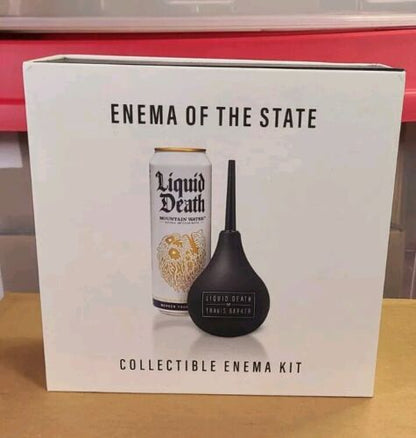 ENEMA OF THE STATE
Liquid
Death
MOUNTAIN WATER
LIQUID DEATH
TRAVIS BARKER
COLLECTIBLE ENEMA KIT